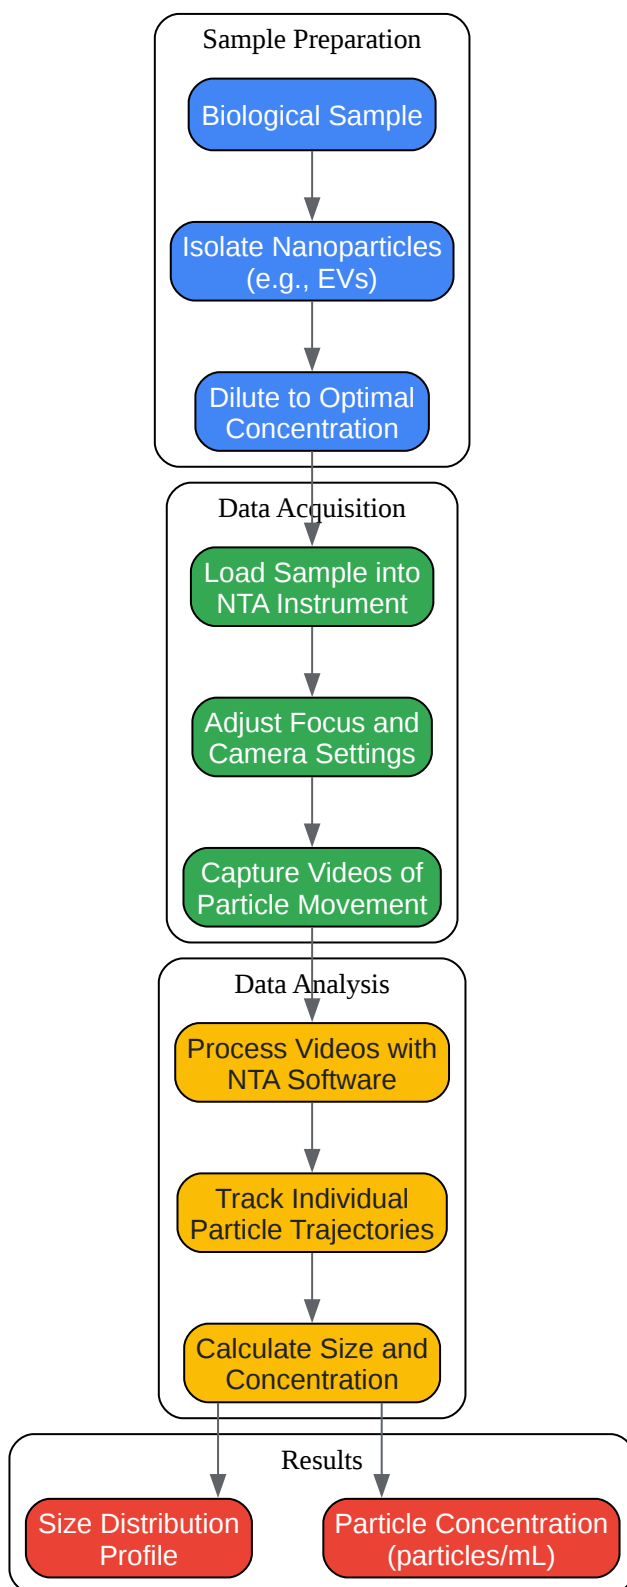 Sample Preparation
Biological Sample
Isolate Nanoparticles
(e.g., EVs)
Dilute to Optimal
Concentration
Data Acquisition
Load Sample into
NTA Instrument
Adjust Focus and
Camera Settings
Capture Videos of
Particle Movement
Data Analysis
Process Videos with
NTA Software
Track Individual
Particle Trajectories
Calculate Size and
Concentration
Results
Size Distribution
Profile
Particle Concentration
(particles/mL)